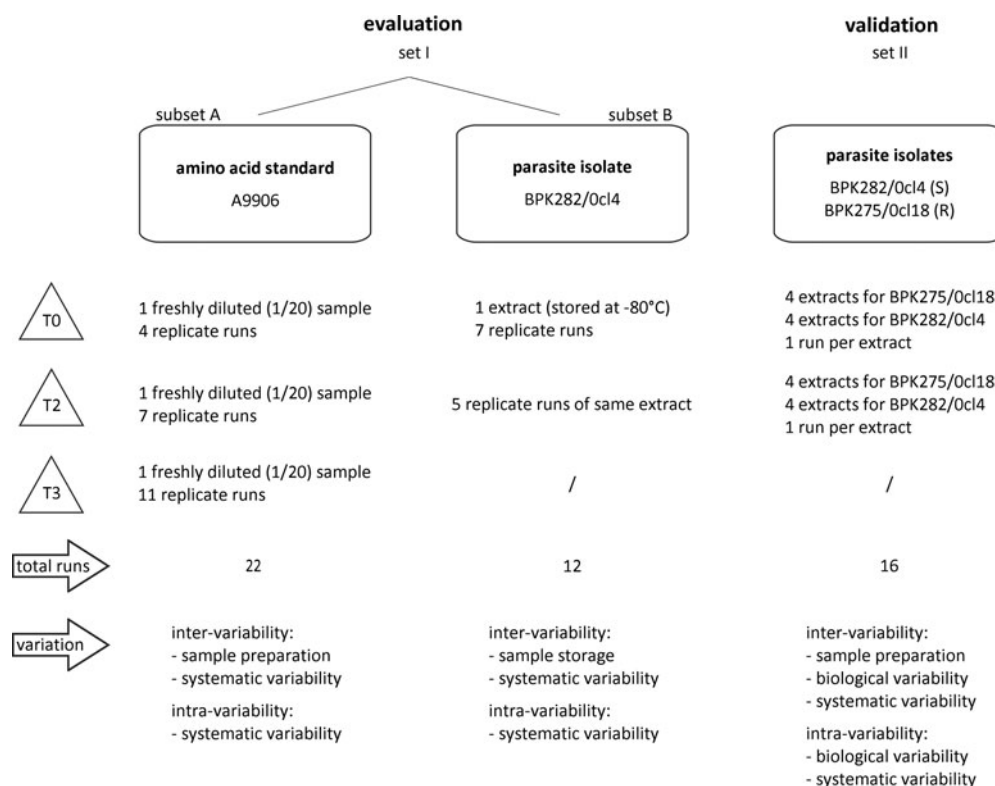 evaluation
set I
validation
set II
subset A
subset B
amino acid standard
A9906
parasite isolate
BPK282/0cl4
parasite isolates
BPK282/0cl4 (S)
BPK275/0cl18 (R)
T0
1 freshly diluted (1/20) sample
4 replicate runs
1 extract (stored at -80°C)
7 replicate runs
4 extracts for BPK275/0cl18
4 extracts for BPK282/0cl4
1 run per extract
T2
1 freshly diluted (1/20) sample
7 replicate runs
5 replicate runs of same extract
4 extracts for BPK275/0cl18
4 extracts for BPK282/0cl4
1 run per extract
T3
1 freshly diluted (1/20) sample
11 replicate runs
/
/
total runs
22
12
16
variation
inter-variability:
- sample preparation
- systematic variability
intra-variability:
- systematic variability
inter-variability:
- sample storage
- systematic variability
intra-variability:
- systematic variability
inter-variability:
- sample preparation
- biological variability
- systematic variability
intra-variability:
- biological variability
- systematic variability